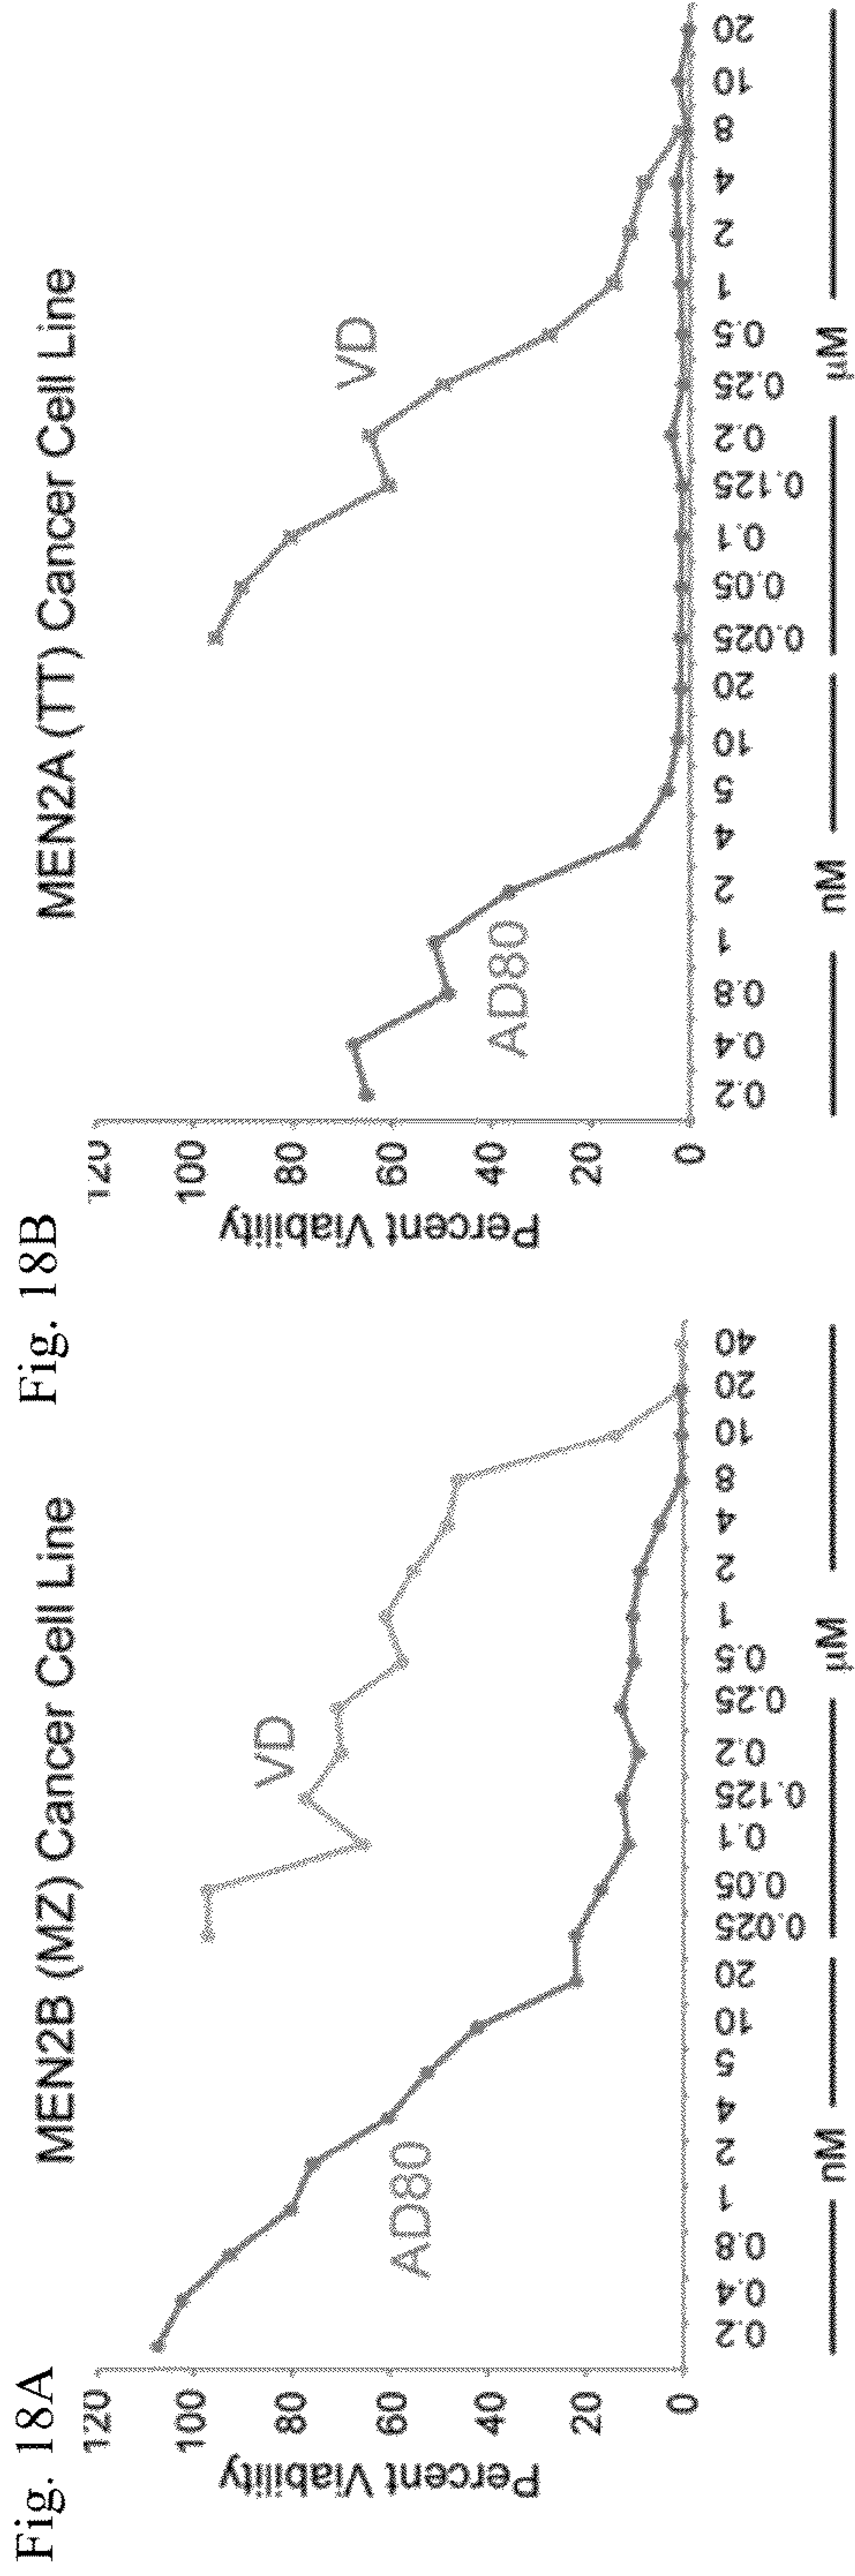 Fig. 18A
MEN2B (MZ) Cancer Cell Line
Percent Viability
120
100
80
60
40
20
0
AD80
VD
0.2 0.4 0.8 1 2 4 5 10 20 0.025 0.05 0.1 0.125 0.2 0.25 0.5 1 2 4 8 10 20 40
nM µM
Fig. 18B
MEN2A (TT) Cancer Cell Line
Percent Viability
120
100
80
60
40
20
0
AD80
VD
0.2 0.4 0.8 1 2 4 5 10 20 0.025 0.05 0.1 0.125 0.2 0.25 0.5 1 2 4 8 10 20
nM µM